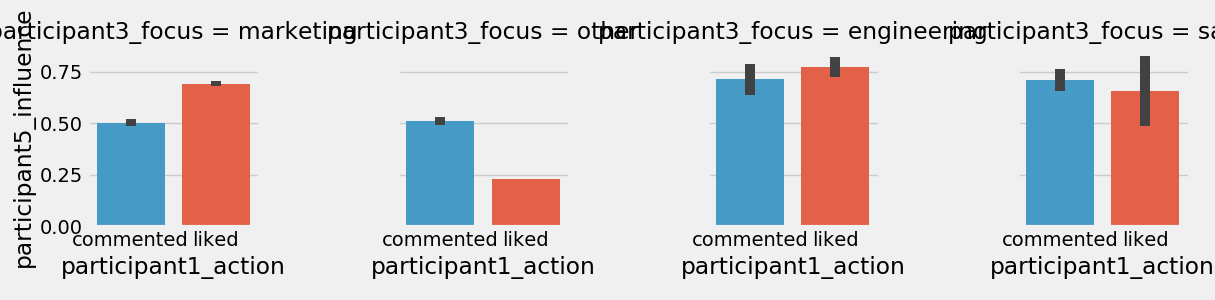 participant3_focus = marketing
participant3_focus = other
participant3_focus = engineering
participant3_focus = sa
participant5_influence
0.75
0.50
0.25
0.00
commented liked
commented liked
commented liked
commented liked
participant1_action
participant1_action
participant1_action
participant1_action